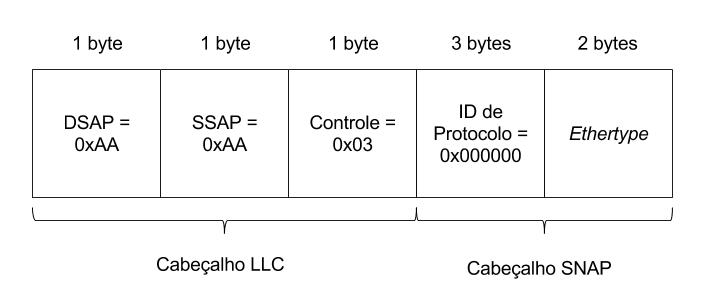 1 byte
1 byte
1 byte
3 bytes
2 bytes
DSAP =
0xAA
SSAP =
0xAA
Controle =
0x03
ID de
Protocolo =
0x000000
Ethertype
Cabeçalho LLC
Cabeçalho SNAP